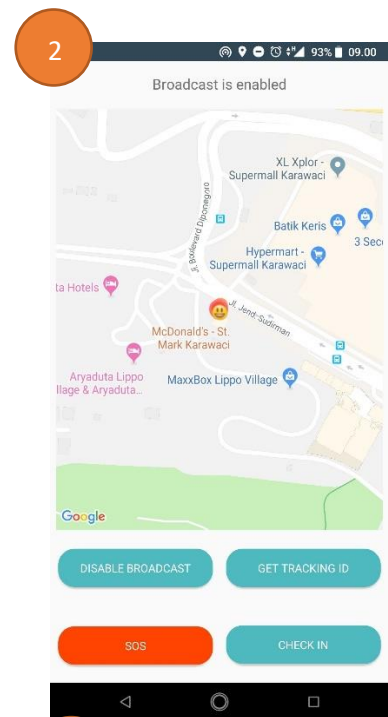 2
93% 09.00
Broadcast is enabled
XL Xplor -
Supermall Karawaci
Jl. Boulevard Diponegoro
Batik Keris
3 Seco
Hypermart -
Supermall Karawaci
ta Hotels
Jl. Jend. Sudirman
McDonald's - St.
Mark Karawaci
Aryaduta Lippo
llage & Aryaduta...
MaxxBox Lippo Village
Google
DISABLE BROADCAST
GET TRACKING ID
SOS
CHECK IN